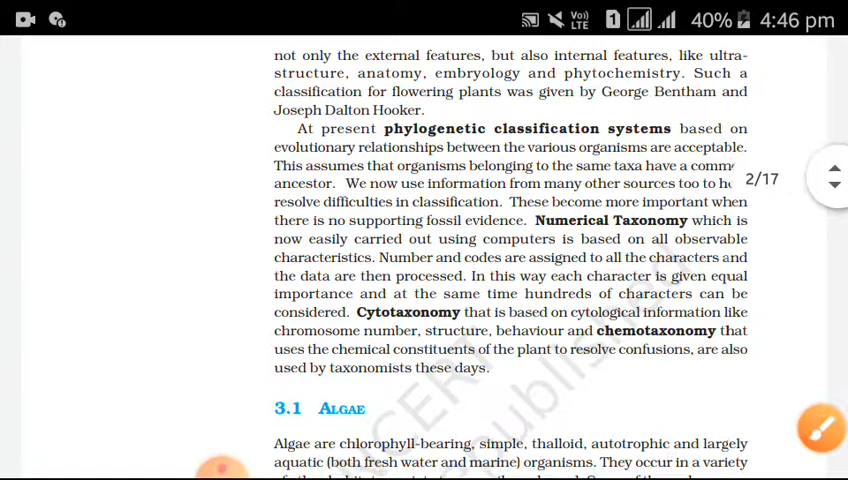 1 40% 4:46 pm
Vo))
LTE
not only the external features, but also internal features, like ultra-
structure, anatomy, embryology and phytochemistry. Such a
classification for flowering plants was given by George Bentham and
Joseph Dalton Hooker.
At present phylogenetic classification systems based on
evolutionary relationships between the various organisms are acceptable.
This assumes that organisms belonging to the same taxa have a comm
2/17
ancestor. We now use information from many other sources too to
resolve difficulties in classification. These become more important when
there is no supporting fossil evidence. Numerical Taxonomy which is
now easily carried out using computers is based on all observable
characteristics. Number and codes are assigned to all the characters and
the data are then processed. In this way each character is given equal
importance and at the same time hundreds of characters can be
considered. Cytotaxonomy that is based on cytological information like
chromosome number, structure, behaviour and chemotaxonomy that
uses the chemical constituents of the plant to resolve confusions, are also
used by taxonomists these days.
NCERT
republished
3.1 ALGAE
Algae are chlorophyll-bearing, simple, thalloid, autotrophic and largely
aquatic (both fresh water and marine) organisms. They occur in a variety